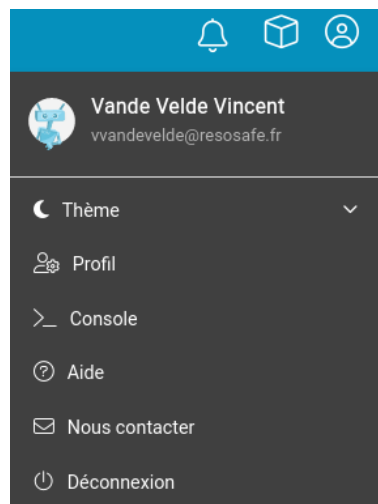 Vande Velde Vincent
vvandevelde@resosafe.fr
Thème
Profil
Console
Aide
Nous contacter
Déconnexion